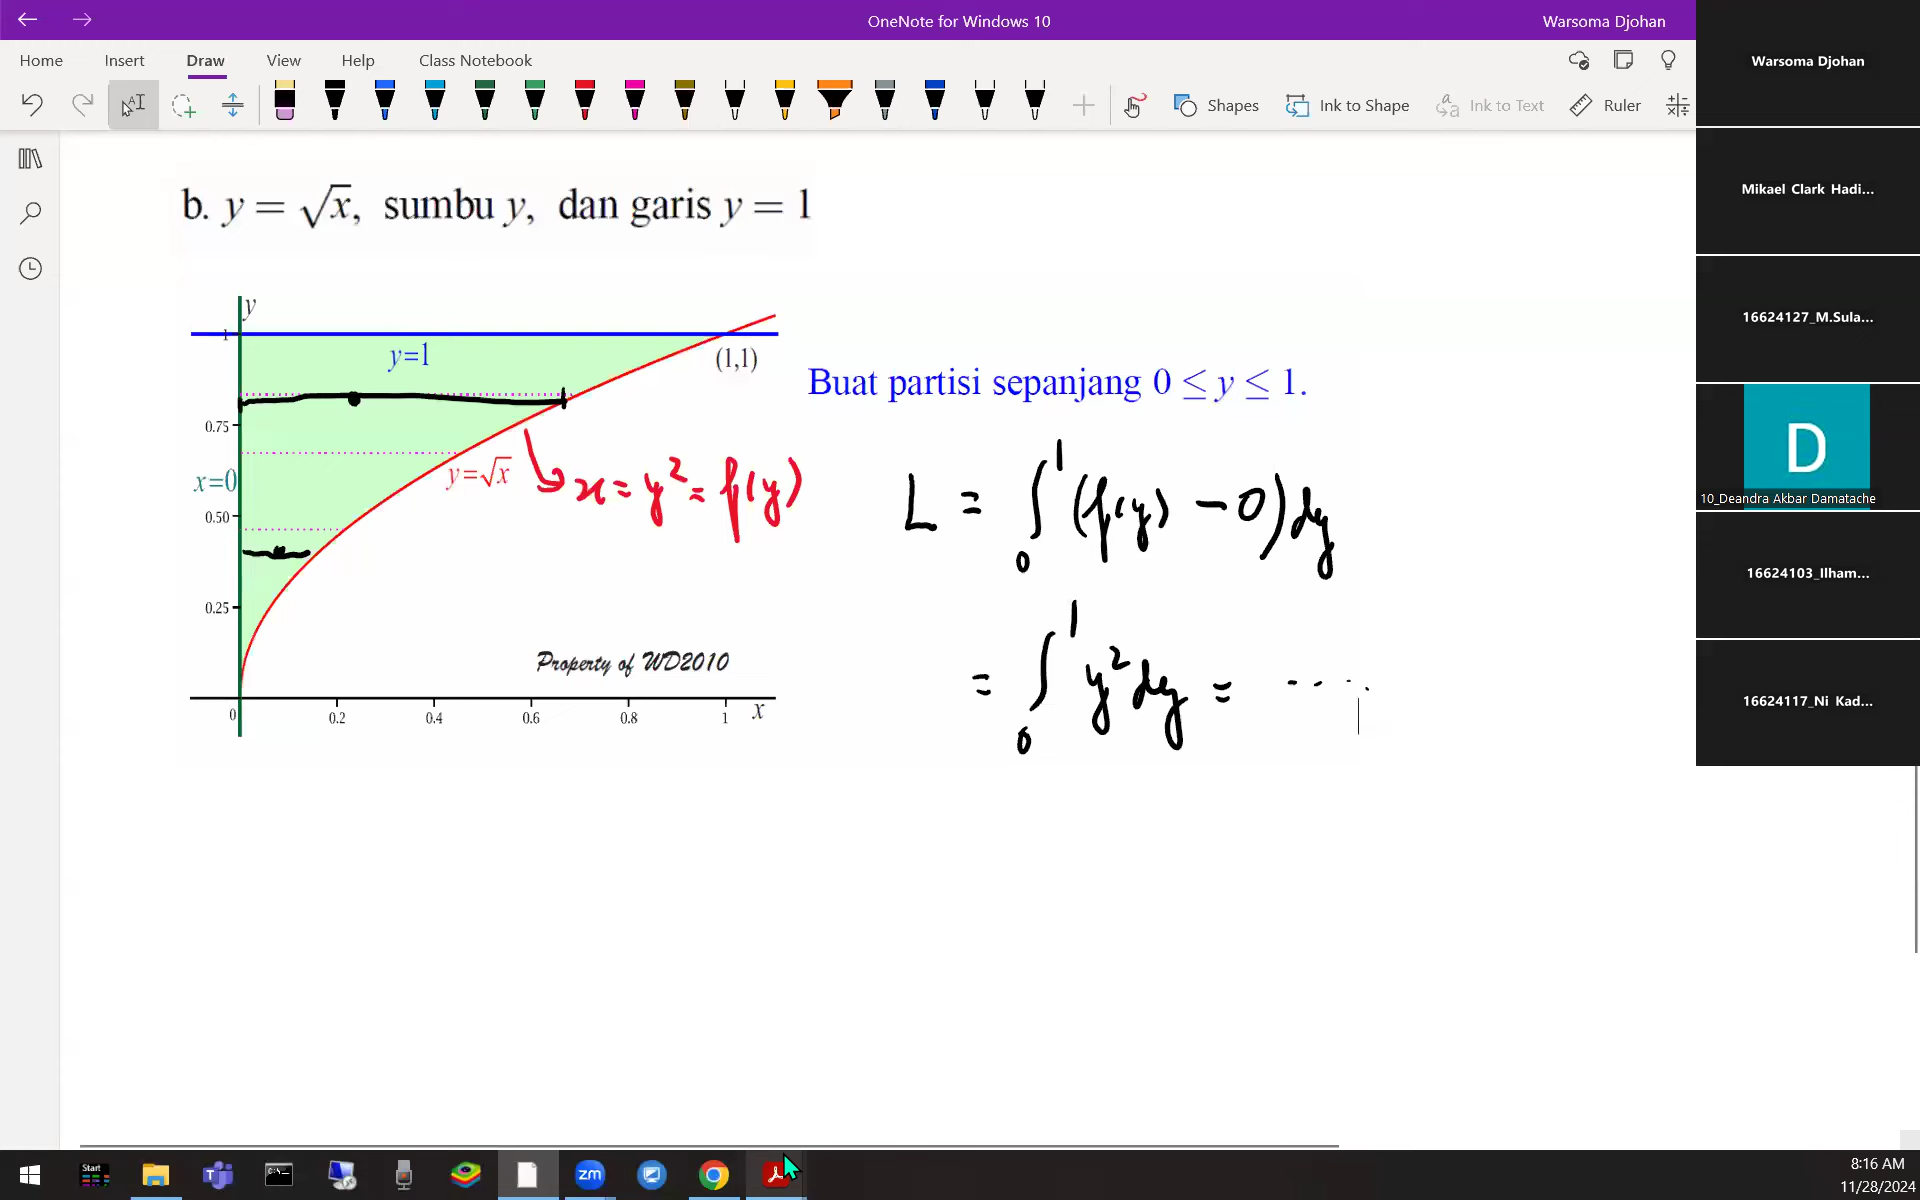 OneNote for Windows 10
Warsoma Djohan
Home Insert Draw View Help Class Notebook
Shapes Ink to Shape Ink to Text Ruler
b. y = √x, sumbu y, dan garis y = 1
y
1
y=1
(1,1)
0.75
x=0
y=√x
x = y² = f(y)
0.50
0.25
Property of WD2010
0 0.2 0.4 0.6 0.8 1 x
Buat partisi sepanjang 0 ≤ y ≤ 1.
L = ∫₀¹ (f(y) - 0) dy
= ∫₀¹ y² dy = ....
Warsoma Djohan
Mikael Clark Hadi...
16624127_M.Sula...
D
10_Deandra Akbar Damatache
16624103_Ilham...
16624117_Ni Kad...
Start
zm
8:16 AM
11/28/2024